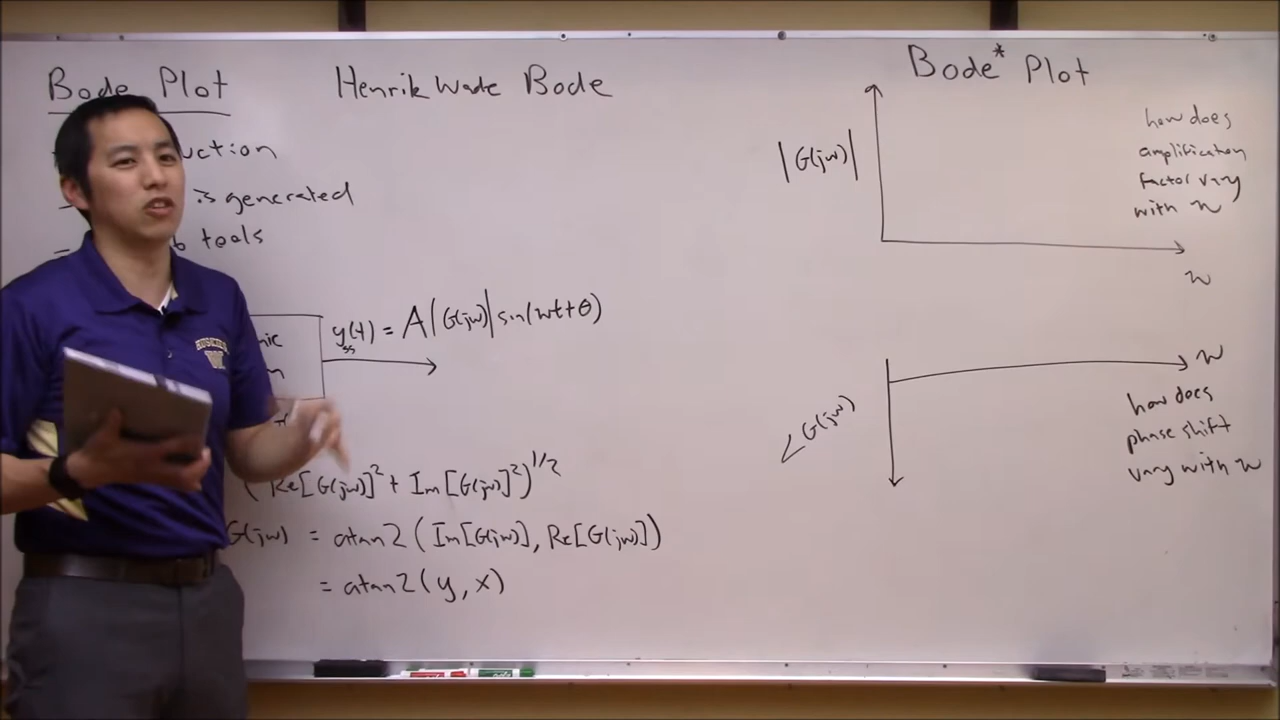 Bode Plot
Henrik Wade Bode
is generated
tools
y(t) = A|G(jw)| sin(wt+θ)
ss
(Re[G(jw)]² + Im[G(jw)]²)^1/2
G(jw) = atan2(Im[G(jw)], Re[G(jw)])
= atan2(y, x)
HUSKIES
W
Bode* Plot
|G(jw)|
how does
amplification
factor vary
with w
w
w
∠G(jw)
how does
phase shift
vary with w